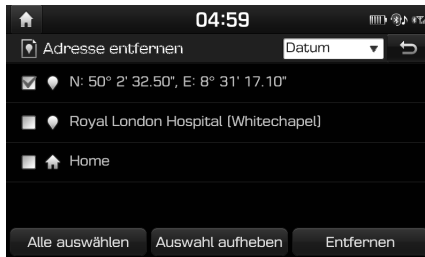 04:59
Adresse entfernen Datum
N: 50° 2' 32.50", E: 8° 31' 17.10"
Royal London Hospital (Whitechapel)
Home
Alle auswählen Auswahl aufheben Entfernen